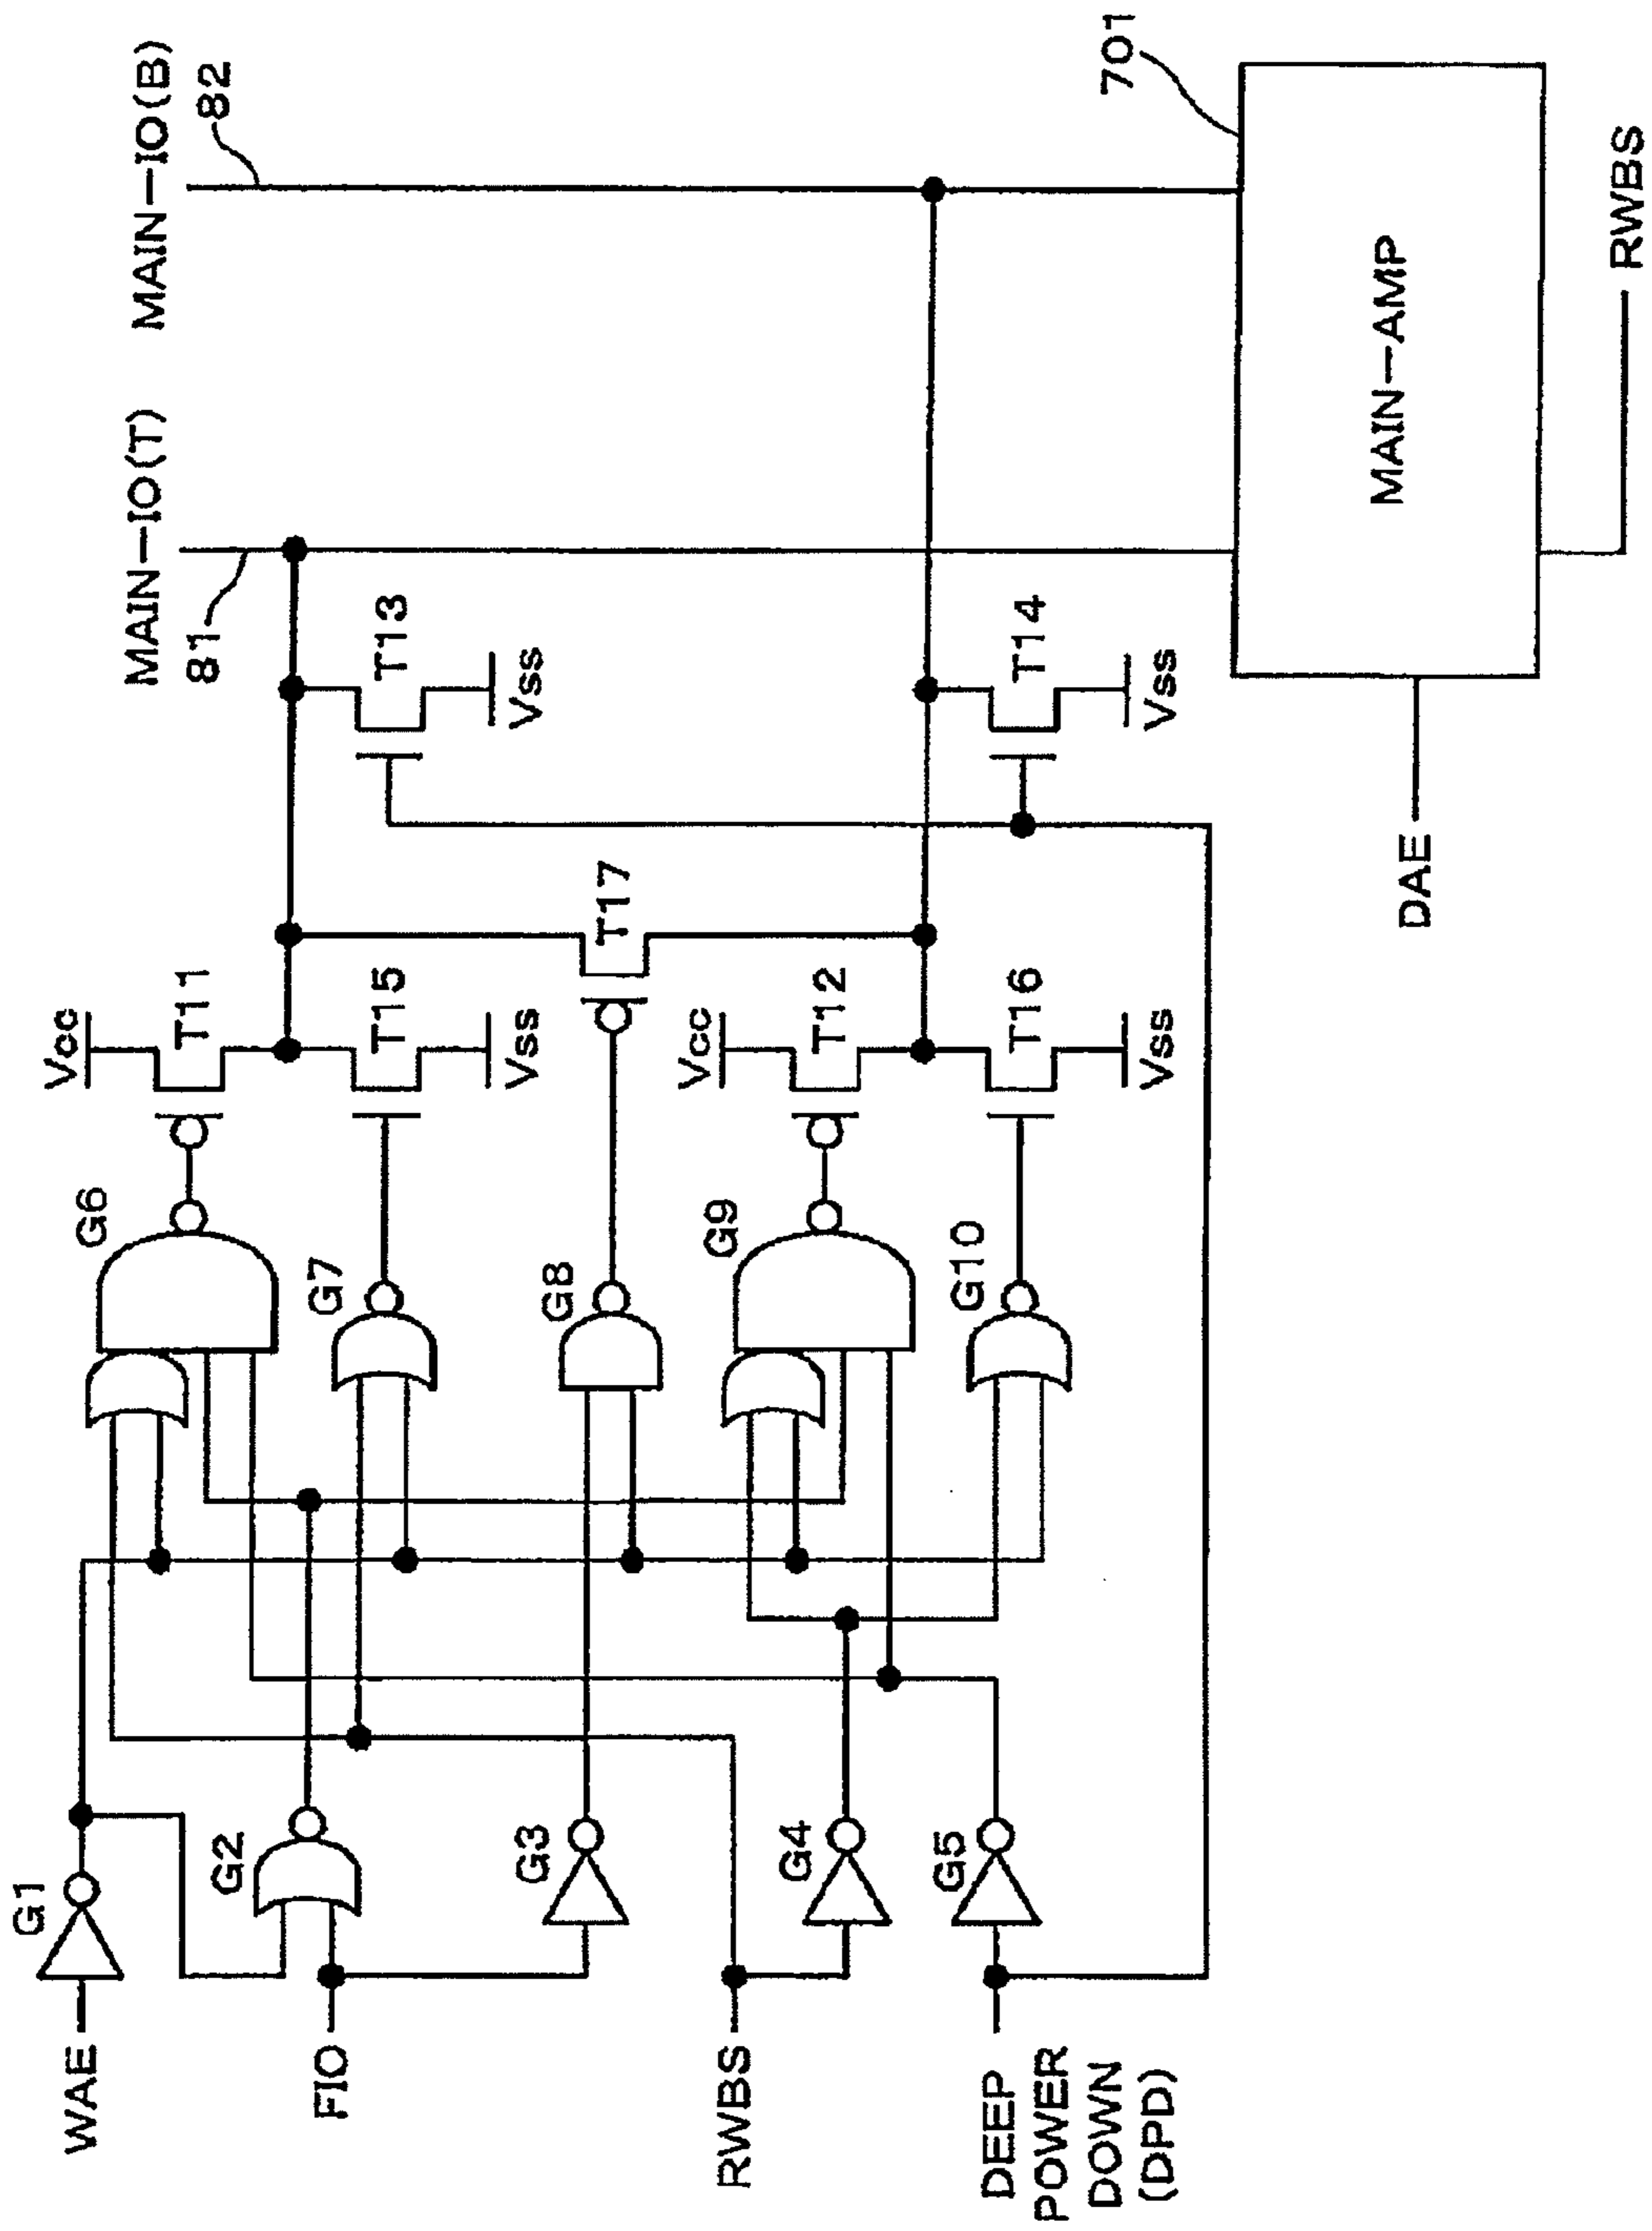 MAIN-IO(T)
81
MAIN-IO(B)
82
701
MAIN-AMP
RWBS
DAE
Vcc
T11
T15
Vss
T13
Vss
T17
Vcc
T12
T16
Vss
T14
Vss
G6
G7
G8
G9
G10
G1
G2
G3
G4
G5
WAE
FIO
RWBS
DEEP
POWER
DOWN
(DPD)